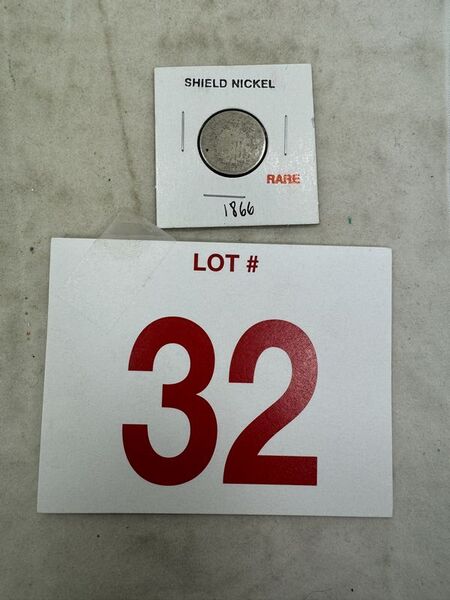 SHIELD NICKEL
RARE
1866
LOT #
32